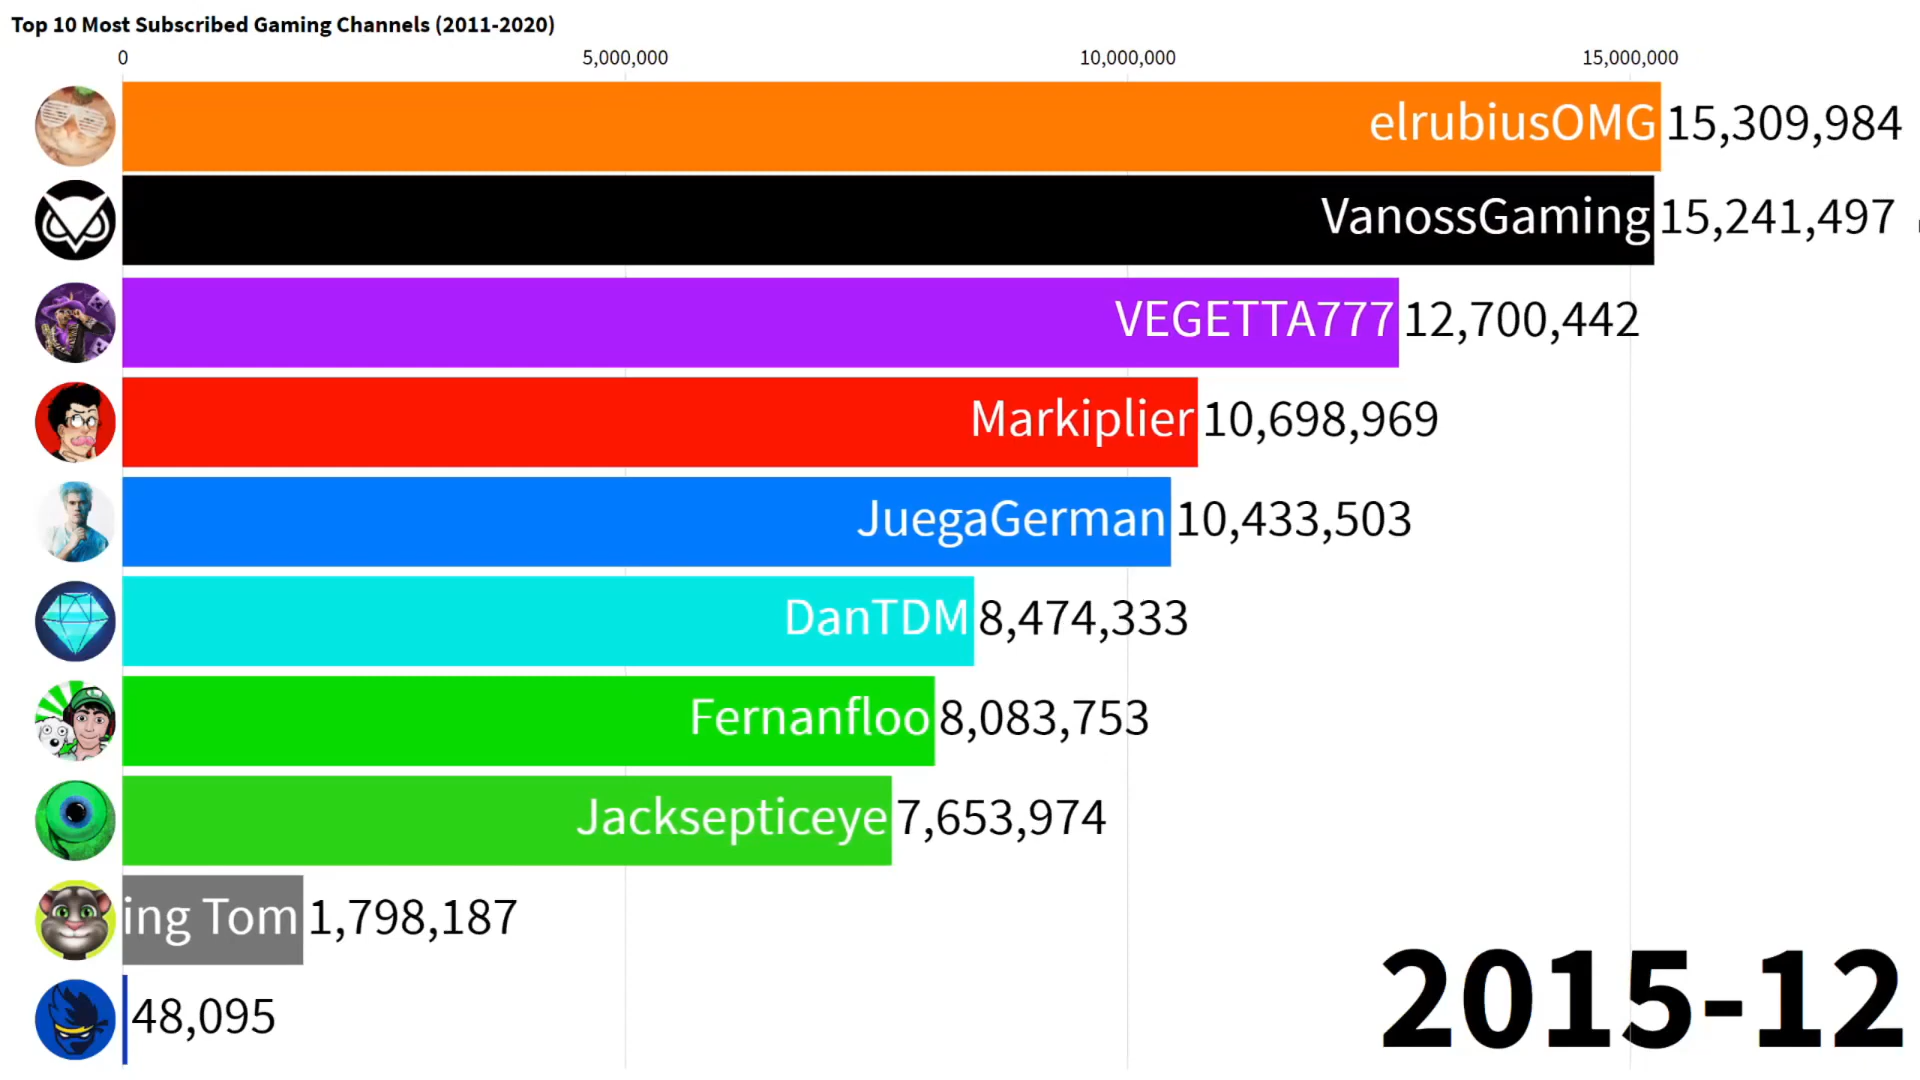 Top 10 Most Subscribed Gaming Channels (2011-2020)
0 5,000,000 10,000,000 15,000,000
elrubiusOMG 15,309,984
VanossGaming 15,241,497
VEGETTA777 12,700,442
Markiplier 10,698,969
JuegaGerman 10,433,503
DanTDM 8,474,333
Fernanfloo 8,083,753
Jacksepticeye 7,653,974
ing Tom 1,798,187
48,095
2015-12